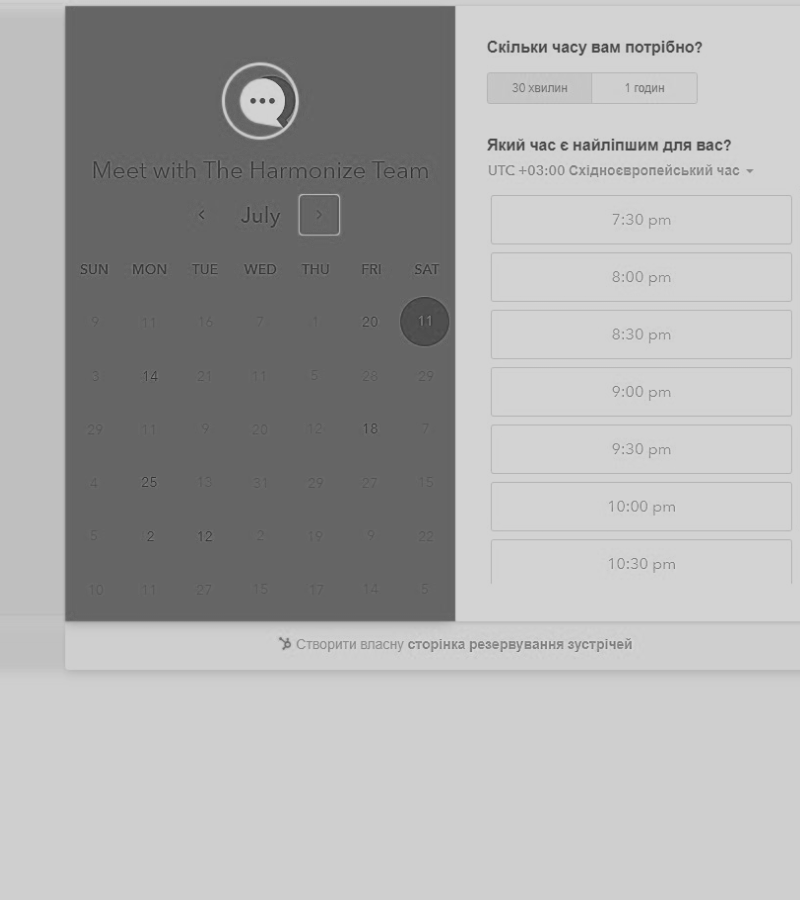 Meet with The Harmonize Team
July
SUN MON TUE WED THU FRI SAT
9 11 16 7 1 20 11
3 14 21 11 5 28 29
29 11 9 20 12 18 7
4 25 13 31 29 27 15
5 2 12 2 19 9 22
10 11 27 15 17 14 5
Скільки часу вам потрібно?
30 хвилин 1 годин
Який час є найліпшим для вас?
UTC +03:00 Східноєвропейський час
7:30 pm
8:00 pm
8:30 pm
9:00 pm
9:30 pm
10:00 pm
10:30 pm
Створити власну сторінка резервування зустрічей